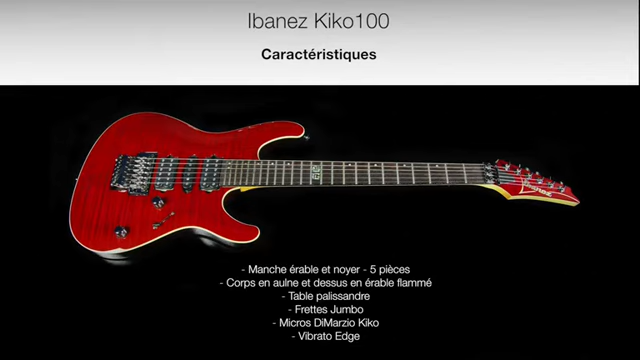 Ibanez Kiko100
Caractéristiques
Ibanez
- Manche érable et noyer - 5 pièces
- Corps en aulne et dessus en érable flammé
- Table palissandre
- Frettes Jumbo
- Micros DiMarzio Kiko
- Vibrato Edge